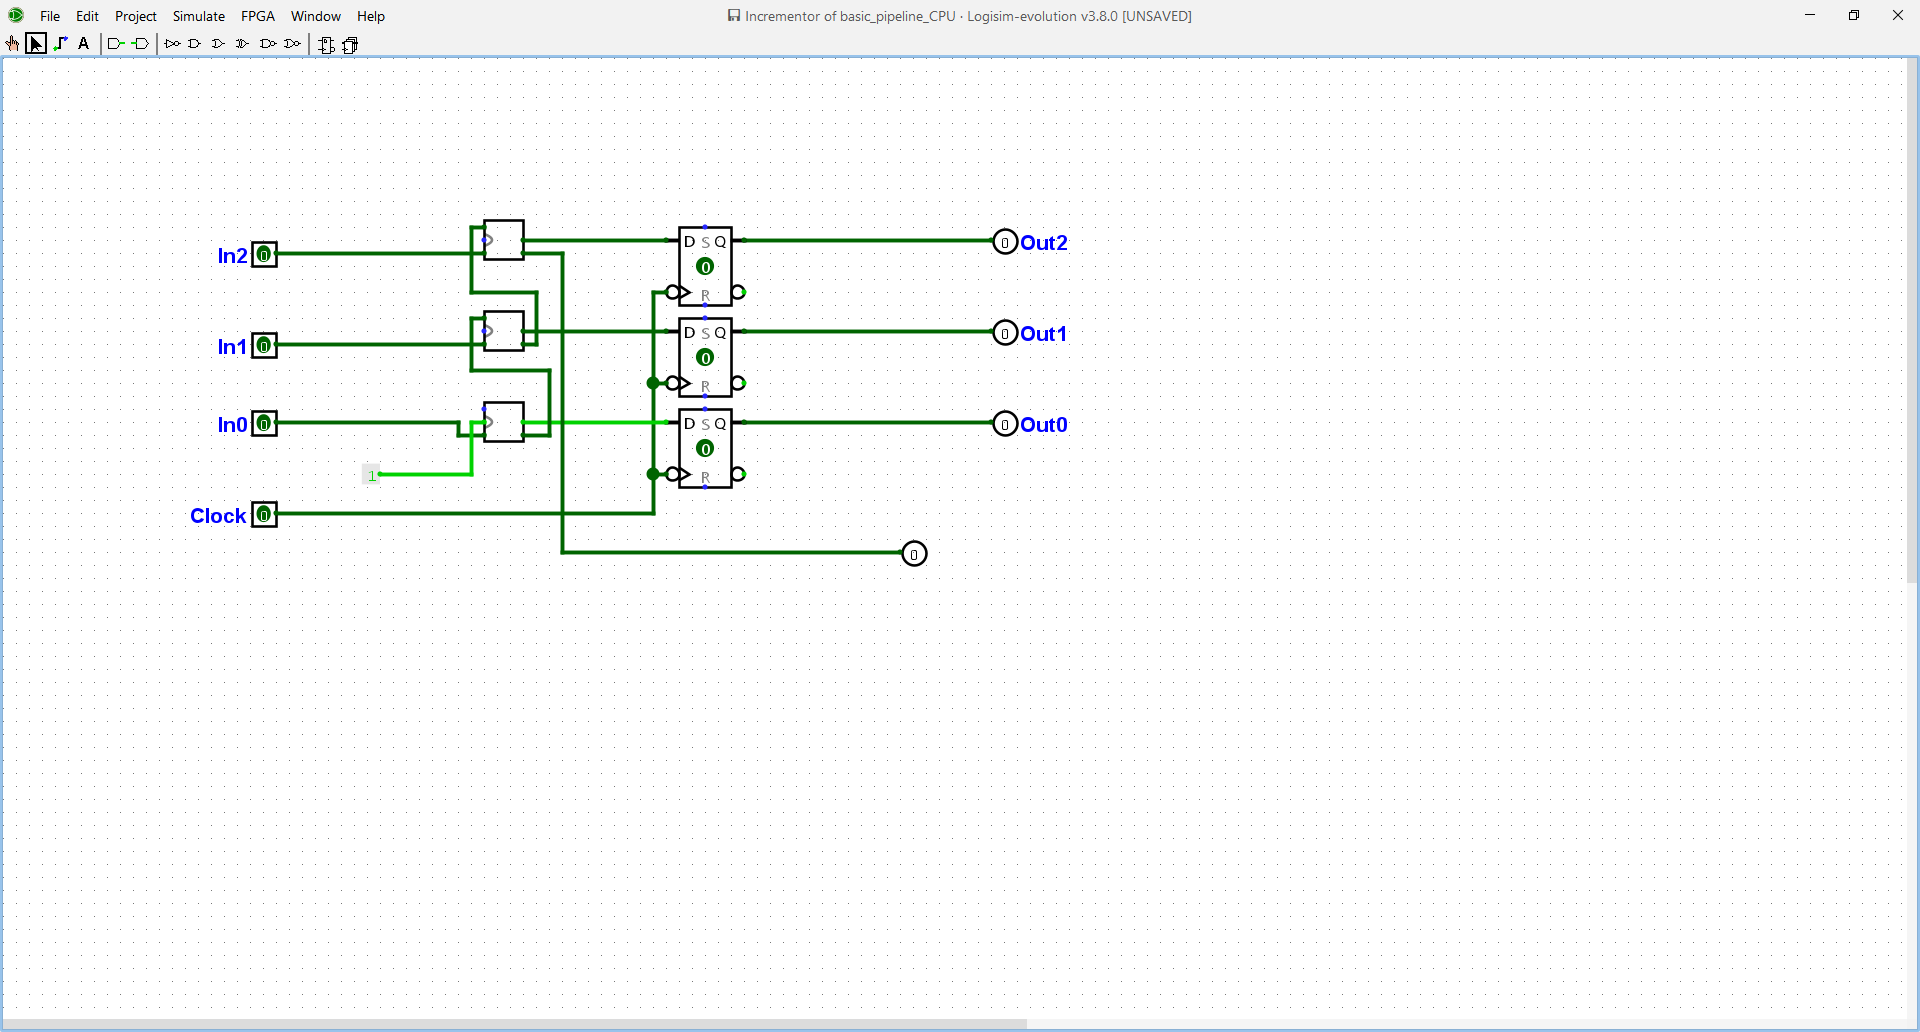 File Edit Project Simulate FPGA Window Help
Incrementor of basic_pipeline_CPU · Logisim-evolution v3.8.0 [UNSAVED]
A
In2 0
D S Q
0
R
0 Out2
In1 0
D S Q
0
R
0 Out1
In0 0
D S Q
0
R
0 Out0
1
Clock 0
0